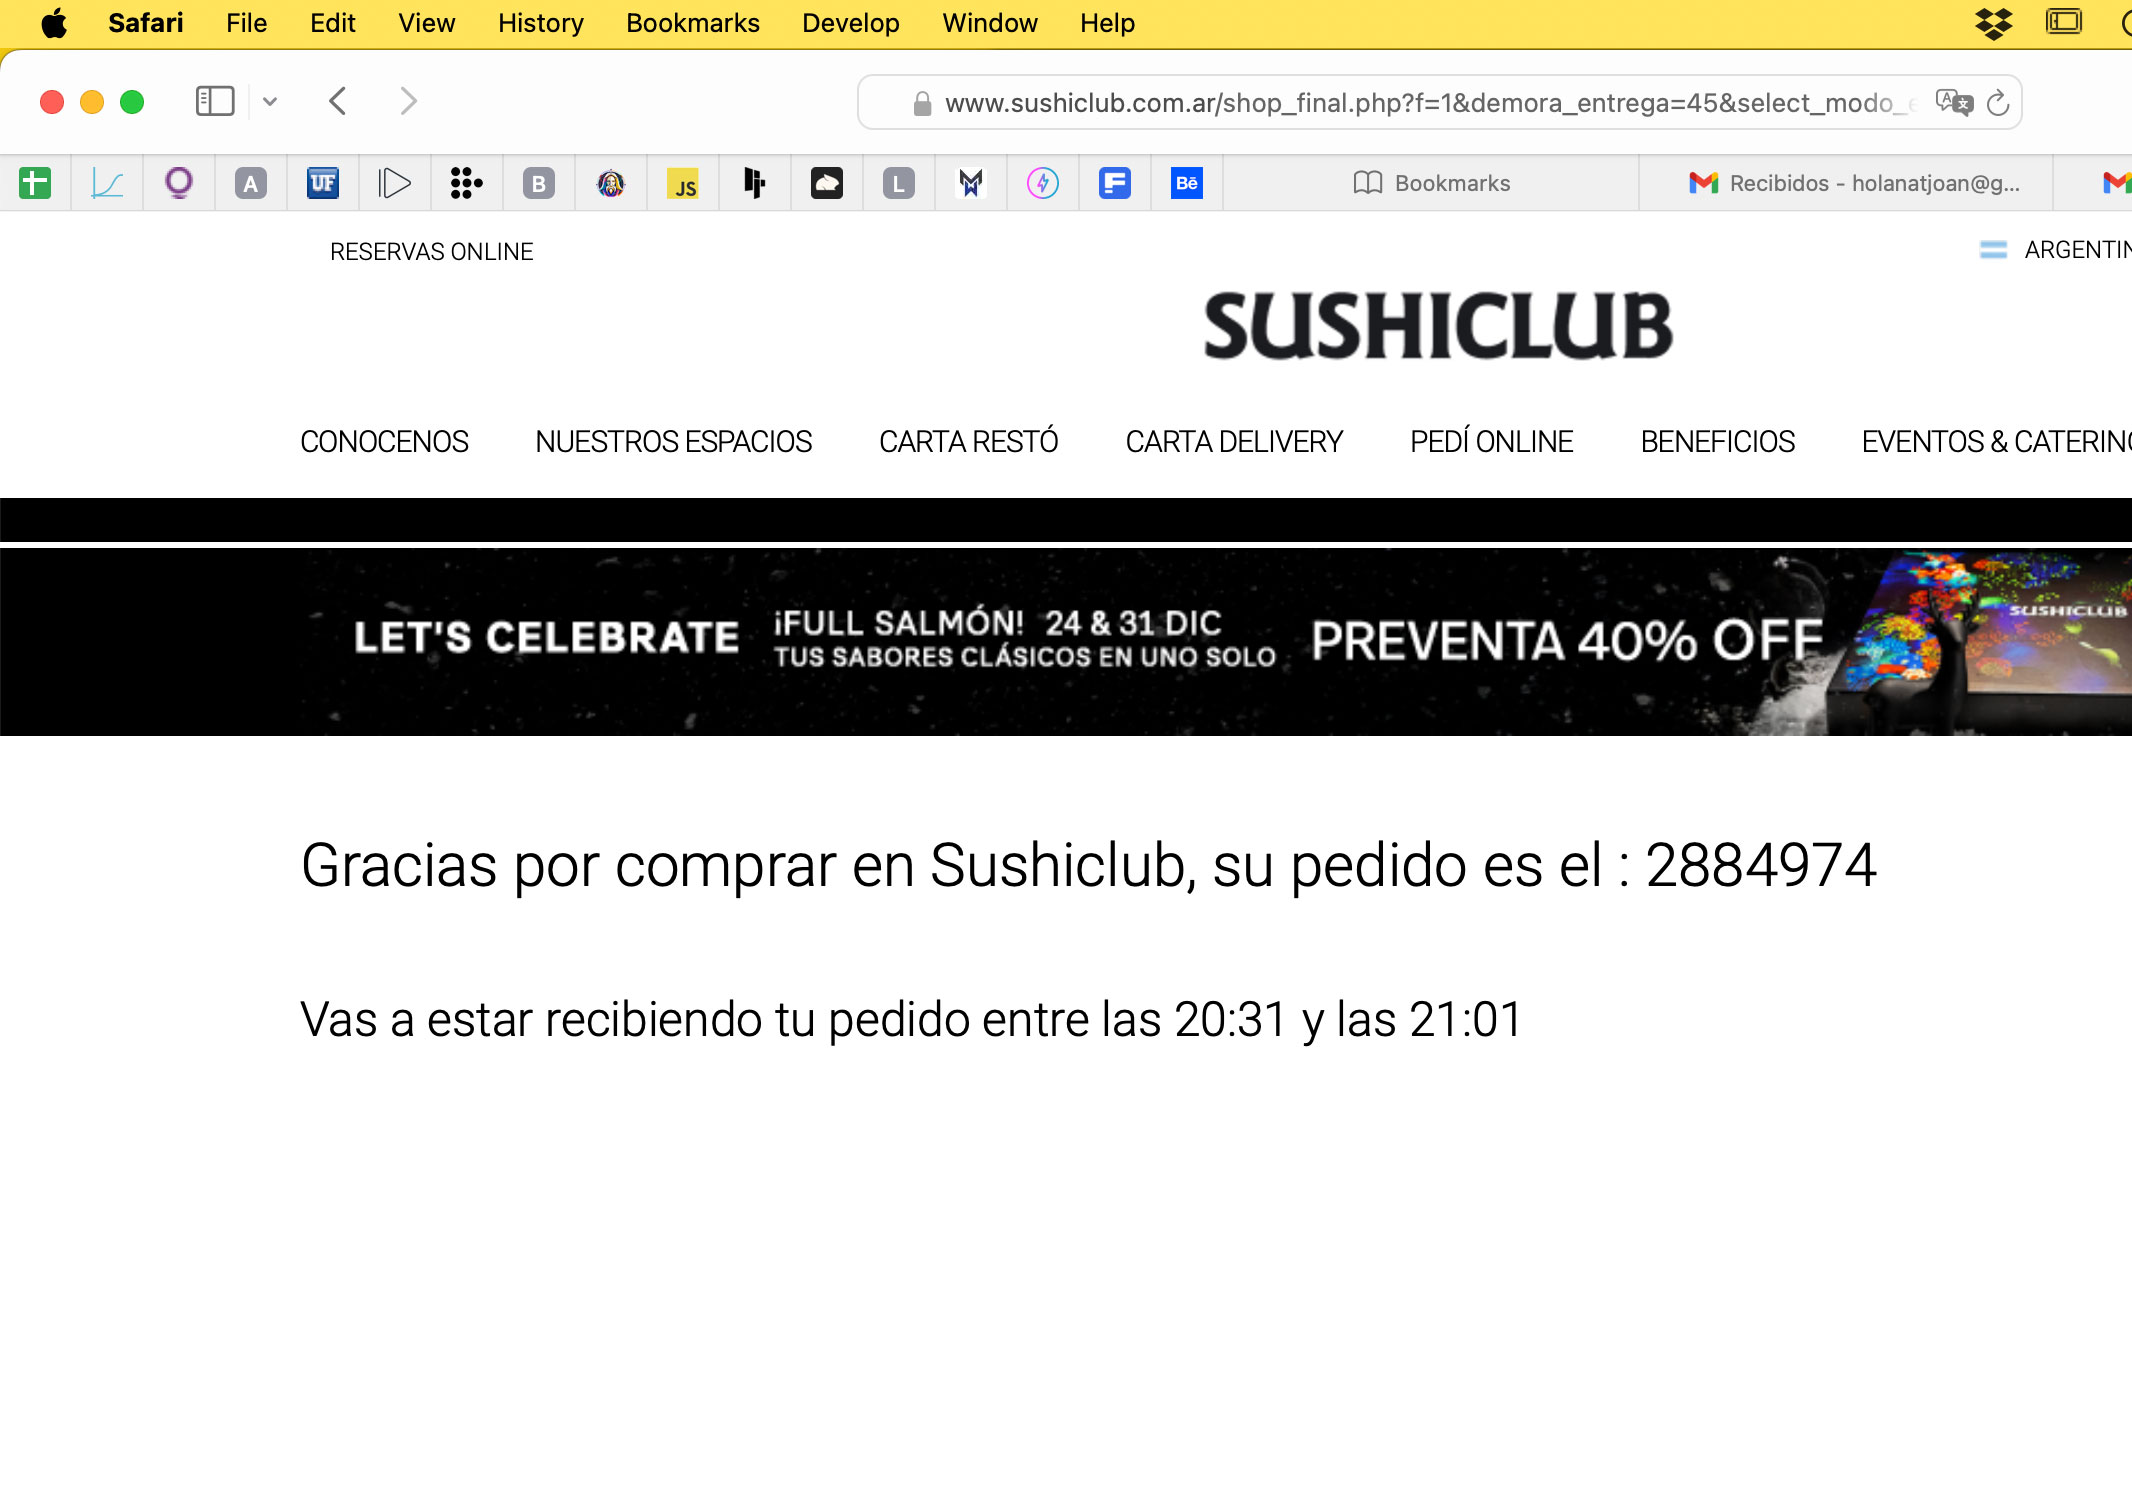 Safari File Edit View History Bookmarks Develop Window Help
www.sushiclub.com.ar/shop_final.php?f=1&demora_entrega=45&select_modo_e
A UF B JS L F Bē Bookmarks Recibidos - holanatjoan@g...
RESERVAS ONLINE
ARGENTIN
SUSHICLUB
CONOCENOS NUESTROS ESPACIOS CARTA RESTÓ CARTA DELIVERY PEDÍ ONLINE BENEFICIOS EVENTOS & CATERING
LET'S CELEBRATE
¡FULL SALMÓN! 24 & 31 DIC
TUS SABORES CLÁSICOS EN UNO SOLO
PREVENTA 40% OFF
SUSHICLUB
Gracias por comprar en Sushiclub, su pedido es el : 2884974
Vas a estar recibiendo tu pedido entre las 20:31 y las 21:01